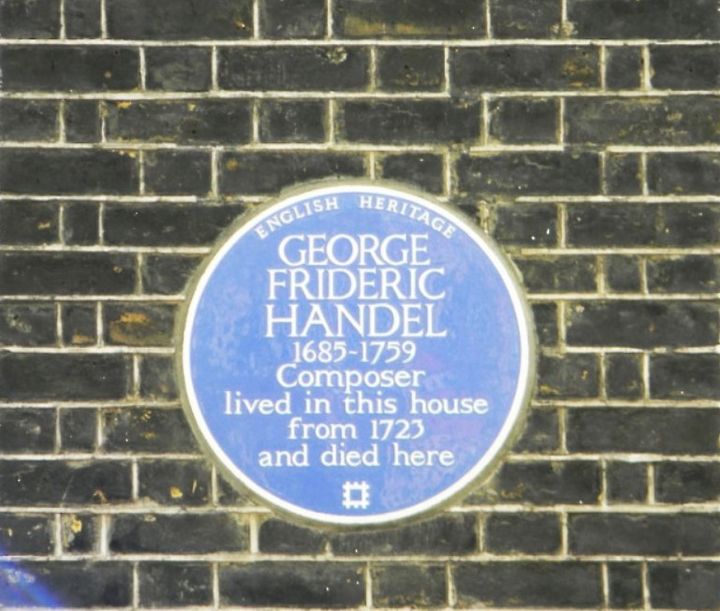 ENGLISH HERITAGE
GEORGE
FRIDERIC
HANDEL
1685-1759
Composer
lived in this house
from 1723
and died here